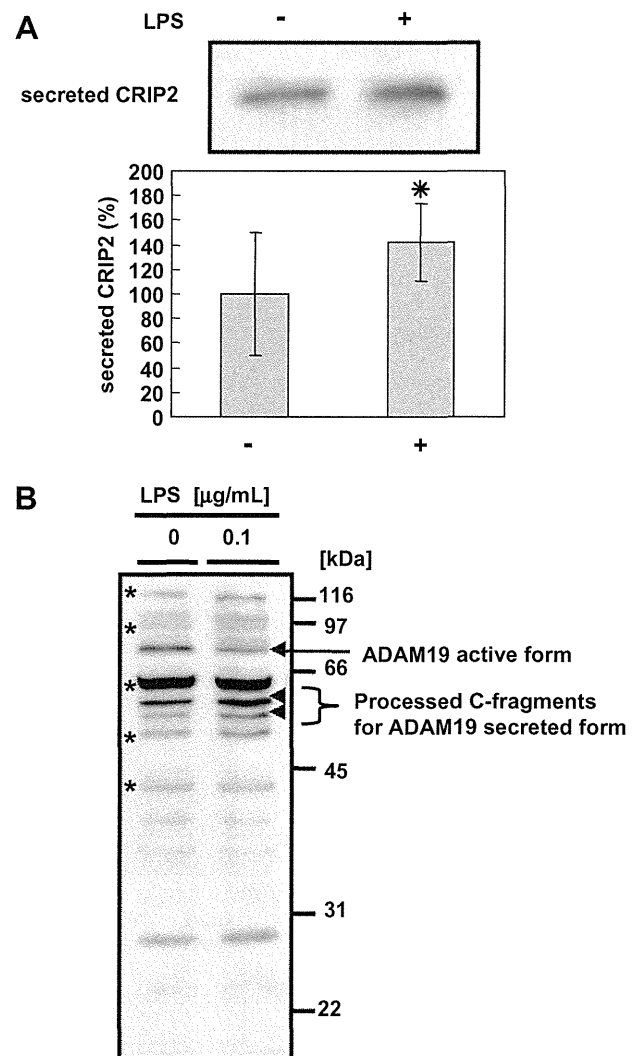 A
LPS - +
secreted CRIP2
secreted CRIP2 (%)
200
180
160
140
120
100
80
60
40
20
0
*
- +
B
LPS [μg/mL]
0 0.1
[kDa]
* 116
* 97
ADAM19 active form
66
*
Processed C-fragments
for ADAM19 secreted form
*
45
*
31
22